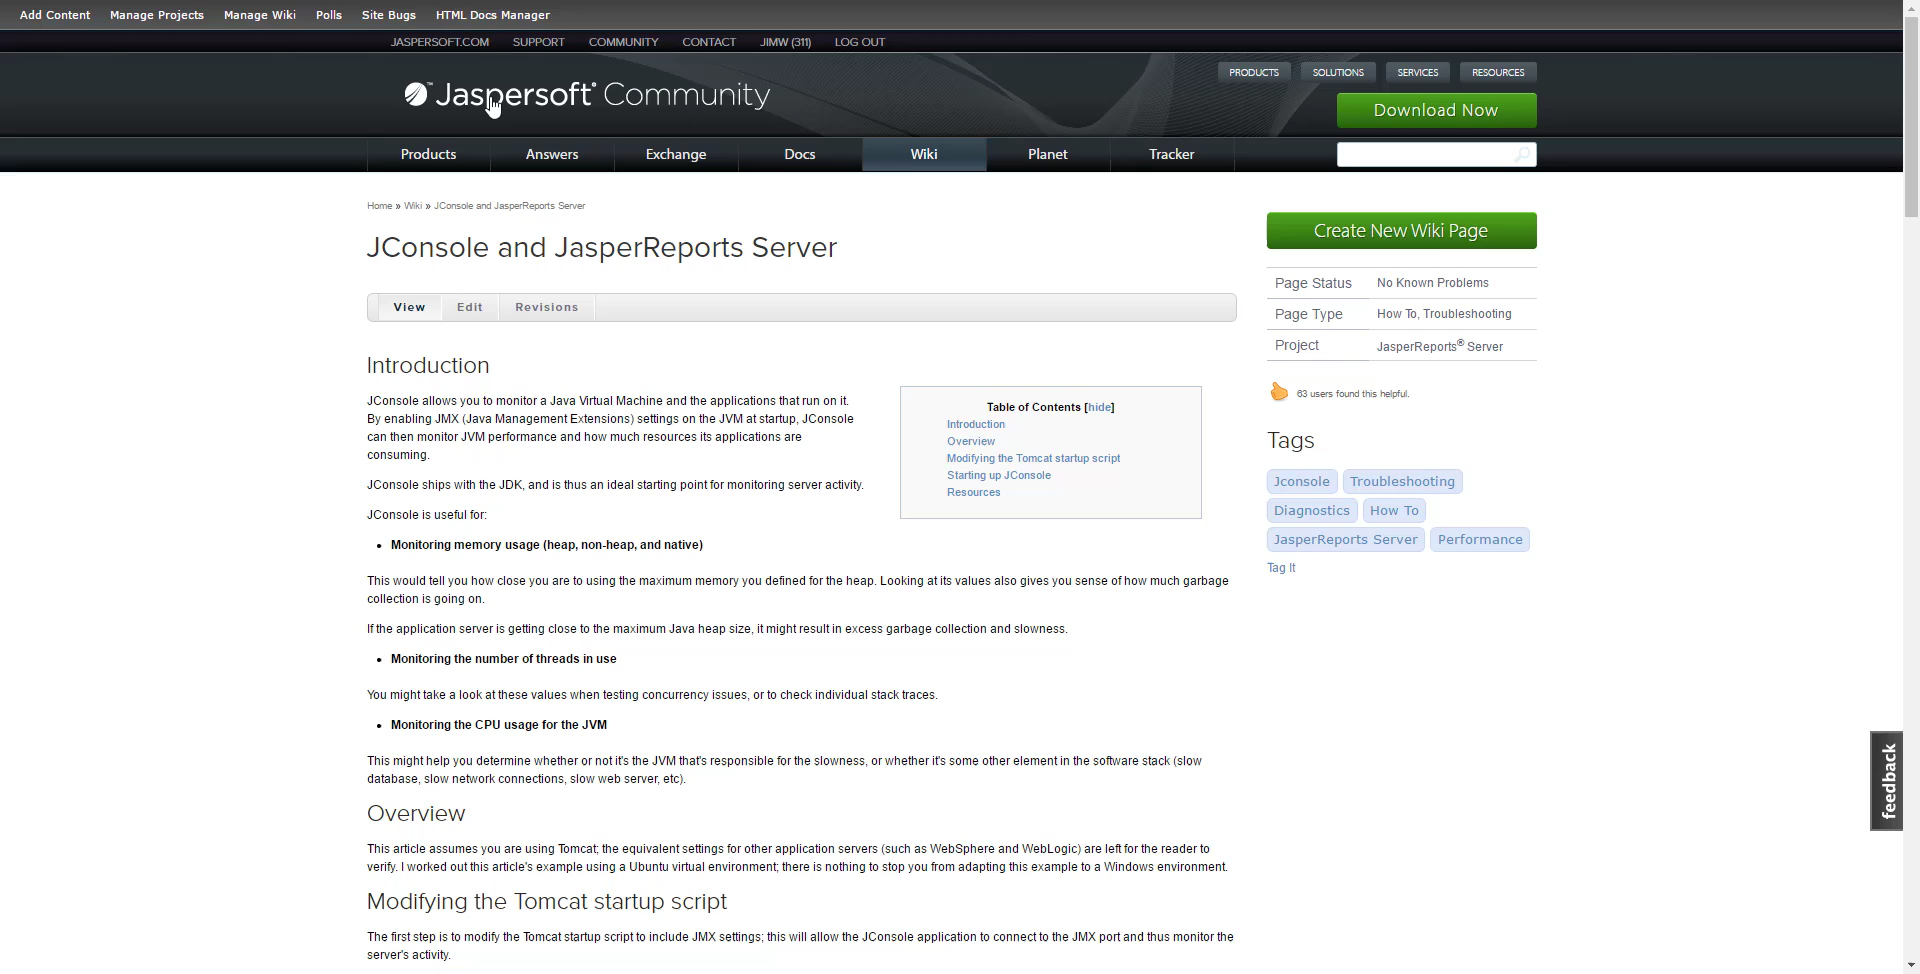 Add Content Manage Projects Manage Wiki Polls Site Bugs HTML Docs Manager
JASPERSOFT.COM SUPPORT COMMUNITY CONTACT JIMW (311) LOG OUT
PRODUCTS SOLUTIONS SERVICES RESOURCES
Jaspersoft® Community
Download Now
Products Answers Exchange Docs Wiki Planet Tracker
Home » Wiki » JConsole and JasperReports Server
JConsole and JasperReports Server
View Edit Revisions
Introduction
JConsole allows you to monitor a Java Virtual Machine and the applications that run on it.
By enabling JMX (Java Management Extensions) settings on the JVM at startup, JConsole
can then monitor JVM performance and how much resources its applications are
consuming.
JConsole ships with the JDK, and is thus an ideal starting point for monitoring server activity.
JConsole is useful for:
• Monitoring memory usage (heap, non-heap, and native)
This would tell you how close you are to using the maximum memory you defined for the heap. Looking at its values also gives you sense of how much garbage
collection is going on.
If the application server is getting close to the maximum Java heap size, it might result in excess garbage collection and slowness.
• Monitoring the number of threads in use
You might take a look at these values when testing concurrency issues, or to check individual stack traces.
• Monitoring the CPU usage for the JVM
This might help you determine whether or not it's the JVM that's responsible for the slowness, or whether it's some other element in the software stack (slow
database, slow network connections, slow web server, etc).
Overview
This article assumes you are using Tomcat; the equivalent settings for other application servers (such as WebSphere and WebLogic) are left for the reader to
verify. I worked out this article's example using a Ubuntu virtual environment; there is nothing to stop you from adapting this example to a Windows environment.
Modifying the Tomcat startup script
The first step is to modify the Tomcat startup script to include JMX settings; this will allow the JConsole application to connect to the JMX port and thus monitor the
server's activity.
Table of Contents [hide]
Introduction
Overview
Modifying the Tomcat startup script
Starting up JConsole
Resources
Create New Wiki Page
Page Status No Known Problems
Page Type How To, Troubleshooting
Project JasperReports® Server
63 users found this helpful.
Tags
Jconsole Troubleshooting
Diagnostics How To
JasperReports Server Performance
Tag It
feedback